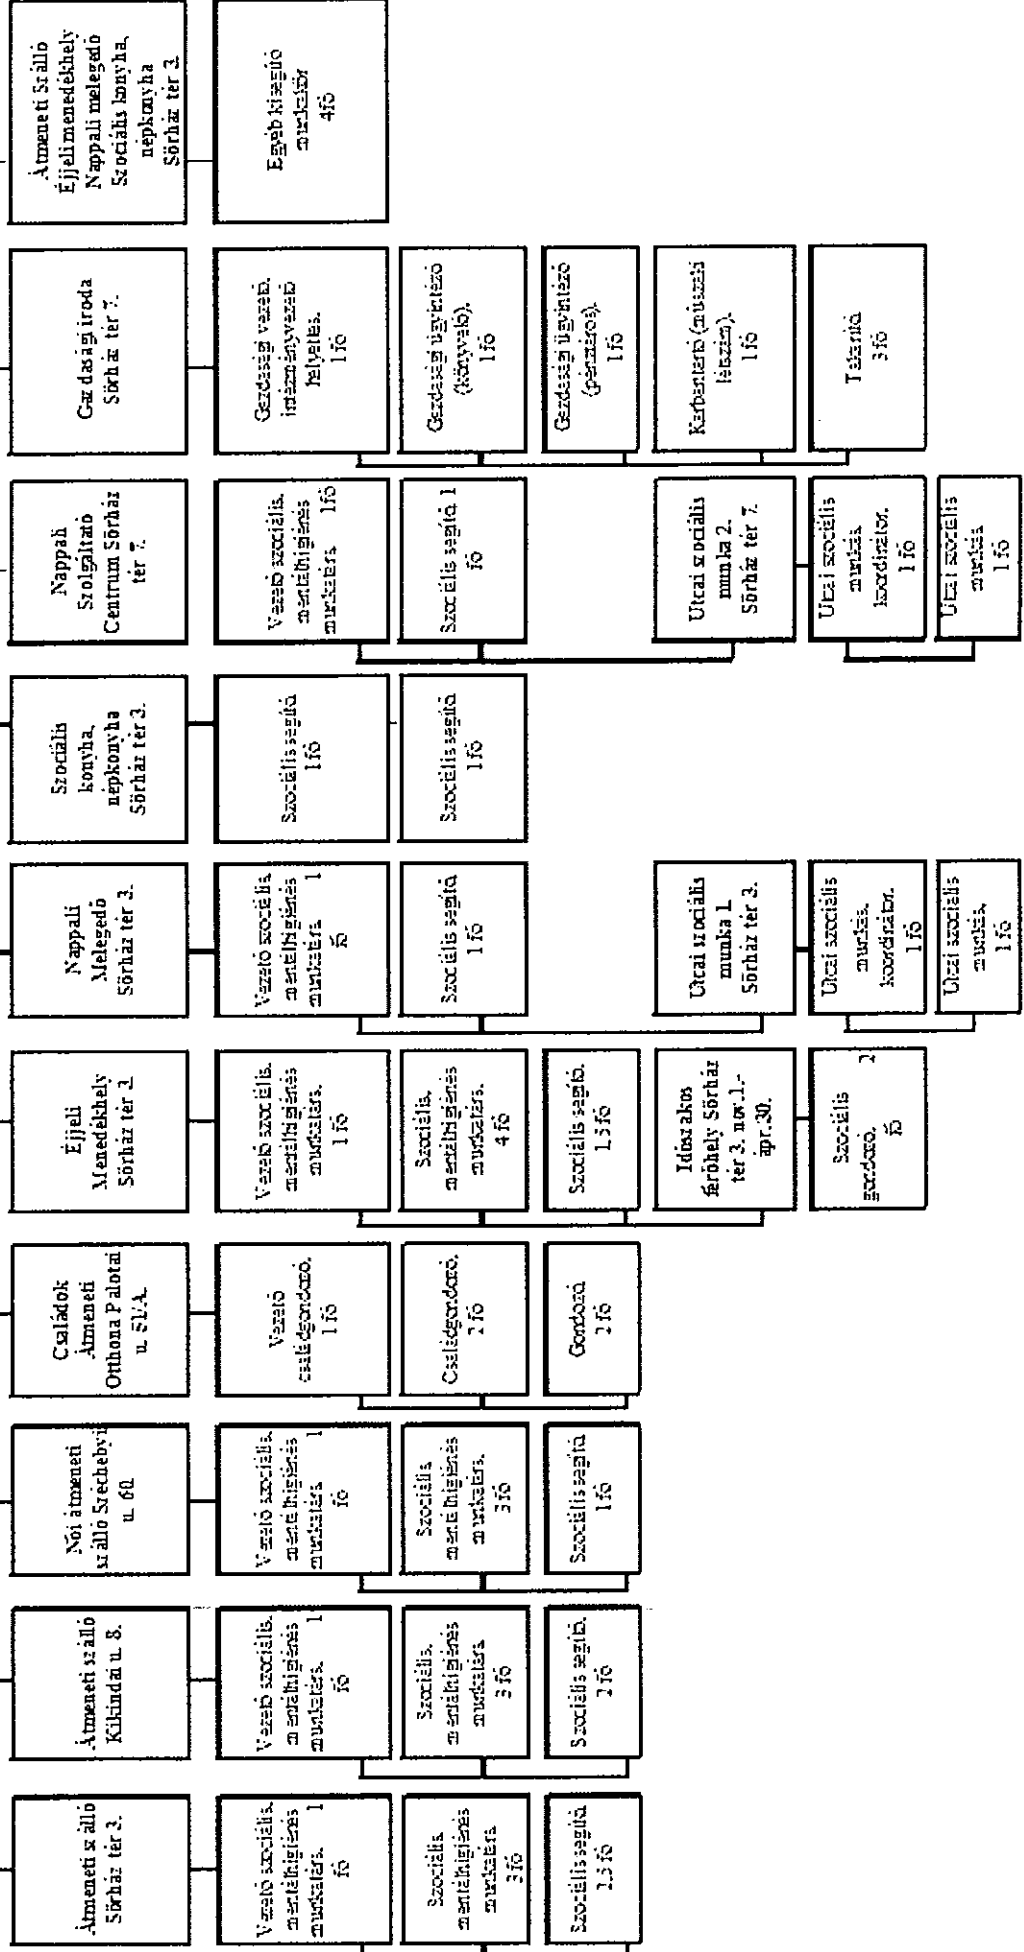 Átmeneti szálló
Sörház tér 3.
Vezető szociális,
mentálhigiénés
munkatárs. 1
fő
Szociális,
mentálhigiénés
munkatárs.
3 fő
Szociális segítő.
Átmeneti szálló
Kikindai u. 8.
Vezető szociális,
mentálhigiénés
munkatárs. 1
fő
Szociális,
mentálhigiénés
munkatárs.
3 fő
Szociális segítő.
2 fő
Női átmeneti
szálló Széchebyi
u. 60.
Vezető szociális,
mentálhigiénés
munkatárs. 1
fő
Szociális,
mentálhigiénés
munkatárs.
3 fő
Szociális segítő.
1 fő
Családok
Átmeneti
Otthona Palotai
u. 51/A.
Vezető
családgondozó.
1 fő
Családgondozó.
2 fő
Gondozó.
2 fő
Éjjeli
Menedékhely
Sörház tér 3.
Vezető szociális,
mentálhigiénés
munkatárs.
1 fő
Szociális,
mentálhigiénés
munkatárs.
4 fő
Szociális segítő.
1.5 fő
Időszakos
férőhely Sörház
tér 3. nov.1.-
ápr.30.
Szociális
gondozó. 2
fő
Nappali
Melegedő
Sörház tér 3.
Vezető szociális,
mentálhigiénés
munkatárs. 1
fő
Szociális segítő.
1 fő
Utcai szociális
munka 1.
Sörház tér 3.
Utcai szociális
munkás,
koordinátor.
1 fő
Utcai szociális
munkás,
1 fő
Szociális
konyha,
népkonyha
Sörház tér 3.
Szociális segítő.
1 fő
Szociális segítő.
1 fő
Nappali
Szolgáltató
Centrum Sörház
tér 7.
Vezető szociális,
mentálhigiénés
munkatárs. 1fő
Szociális segítő 1
fő
Utcai szociális
munka 2.
Sörház tér 7.
Utcai szociális
munkás,
koordinátor.
1 fő
Utcai szociális
munkás
1 fő
Gazdasági iroda
Sörház tér 7.
Gazdasági vezető,
intézményvezető
helyettes.
1 fő
Gazdasági ügyintéző
(könyvelő).
1 fő
Gazdasági ügyintéző
(pénztáros).
1 fő
Karbantartó (műszaki
létszám).
1 fő
Takarító
3 fő
Átmeneti Szálló
Éjjeli menedékhely
Nappali melegedő
Szociális konyha,
népkonyha
Sörház tér 3.
Egyéb kisegítő
munkakör
4fő